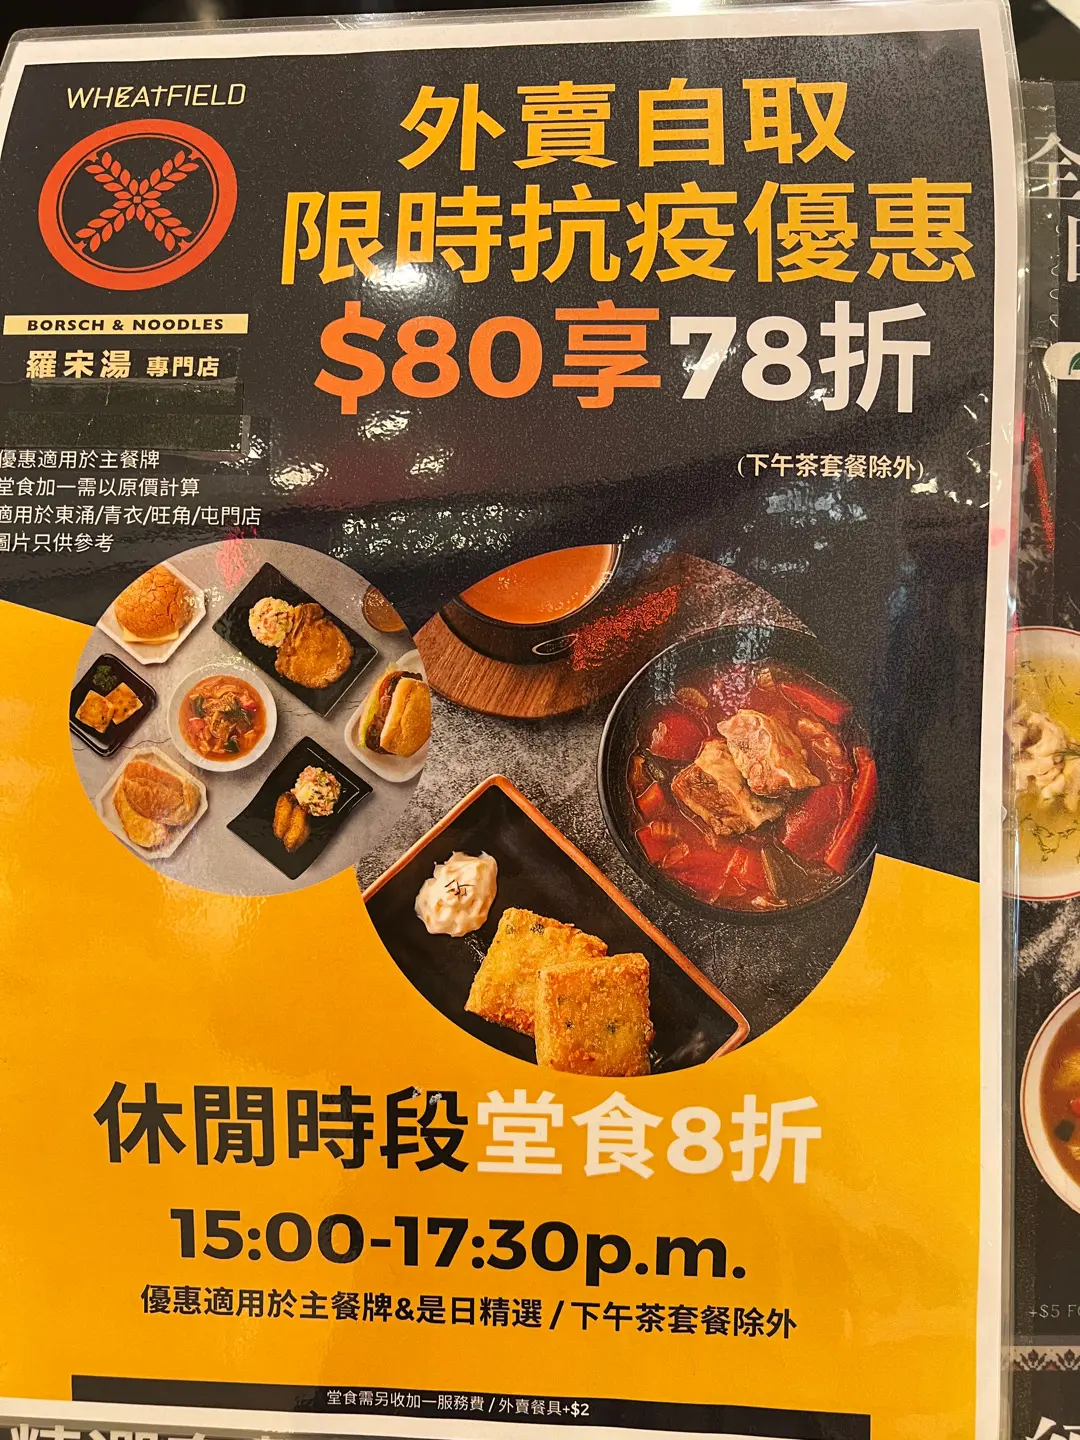 WHEATFIELD
BORSCH & NOODLES
羅宋湯 專門店
外賣自取
限時抗疫優惠
$80享78折
(下午茶套餐除外)
優惠適用於主餐牌
堂食加一需以原價計算
適用於東涌/青衣/旺角/屯門店
圖片只供參考
休閒時段堂食8折
15:00-17:30p.m.
優惠適用於主餐牌&是日精選 / 下午茶套餐除外
堂食需另收加一服務費 / 外賣餐具+$2
全
+$5